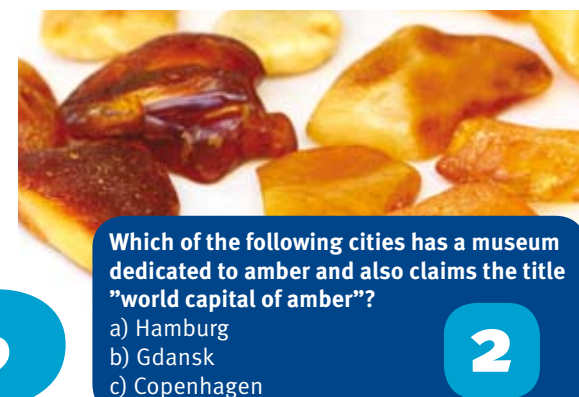 Which of the following cities has a museum
dedicated to amber and also claims the title
”world capital of amber”?
a) Hamburg
b) Gdansk
c) Copenhagen
2